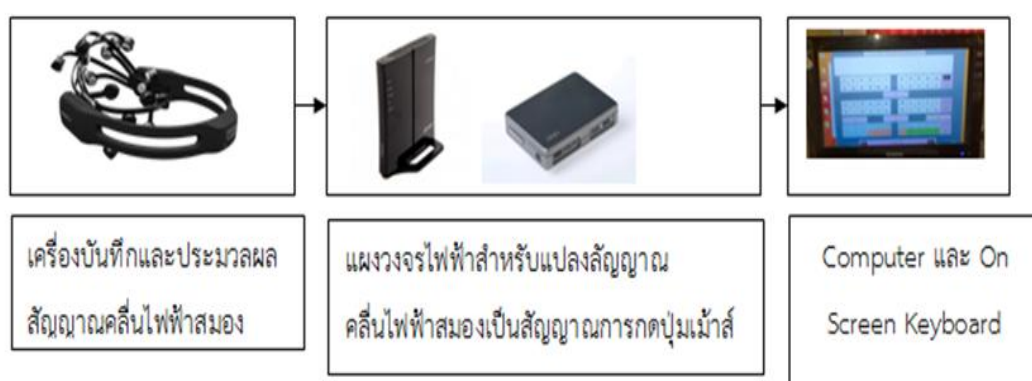 เครื่องบันทึกและประมวลผล
สัญญาณคลื่นไฟฟ้าสมอง
แผงวงจรไฟฟ้าสำหรับแปลงสัญญาณ
คลื่นไฟฟ้าสมองเป็นสัญญาณการกดปุ่มเม้าส์
Computer และ On
Screen Keyboard